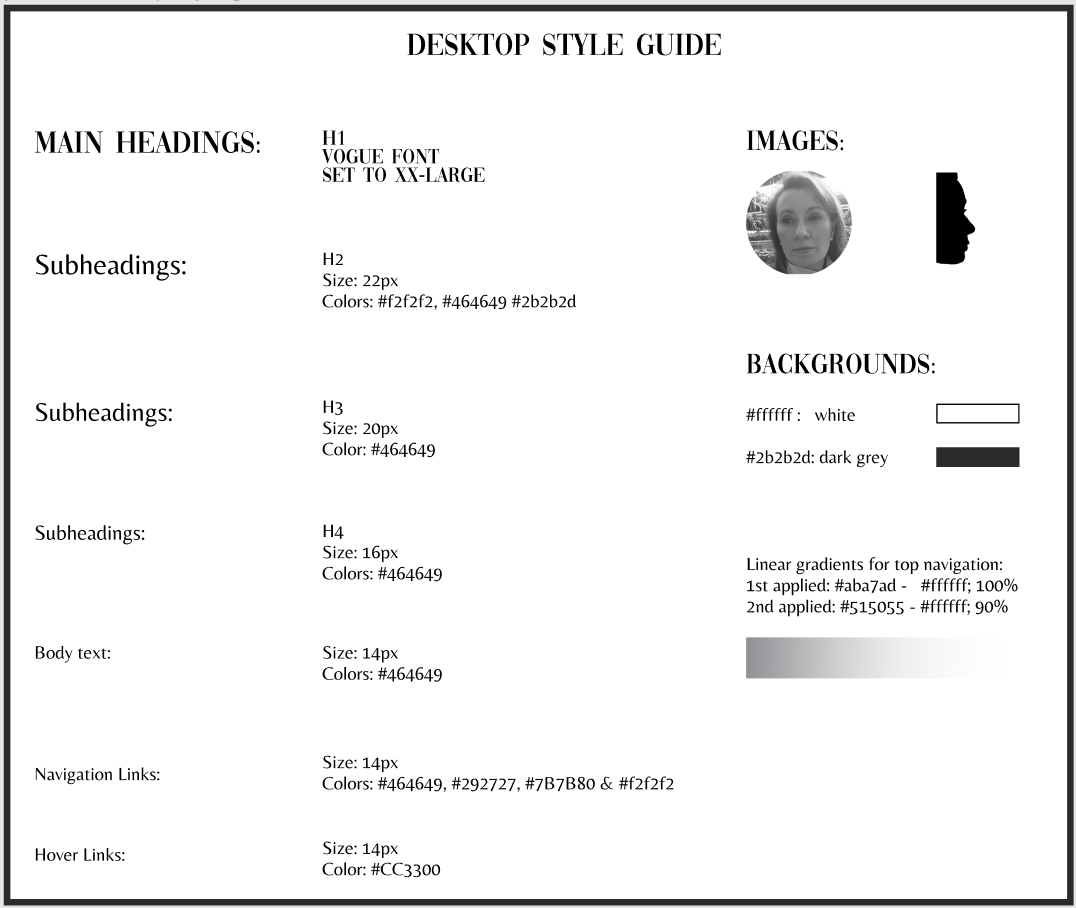 DESKTOP STYLE GUIDE
MAIN HEADINGS:
H1
VOGUE FONT
SET TO XX-LARGE
Subheadings:
H2
Size: 22px
Colors: #f2f2f2, #464649 #2b2b2d
Subheadings:
H3
Size: 20px
Color: #464649
Subheadings:
H4
Size: 16px
Colors: #464649
Body text:
Size: 14px
Colors: #464649
Navigation Links:
Size: 14px
Colors: #464649, #292727, #7B7B80 & #f2f2f2
Hover Links:
Size: 14px
Color: #CC3300
IMAGES:
BACKGROUNDS:
#ffffff : white
#2b2b2d: dark grey
Linear gradients for top navigation:
1st applied: #aba7ad - #ffffff; 100%
2nd applied: #515055 - #ffffff; 90%